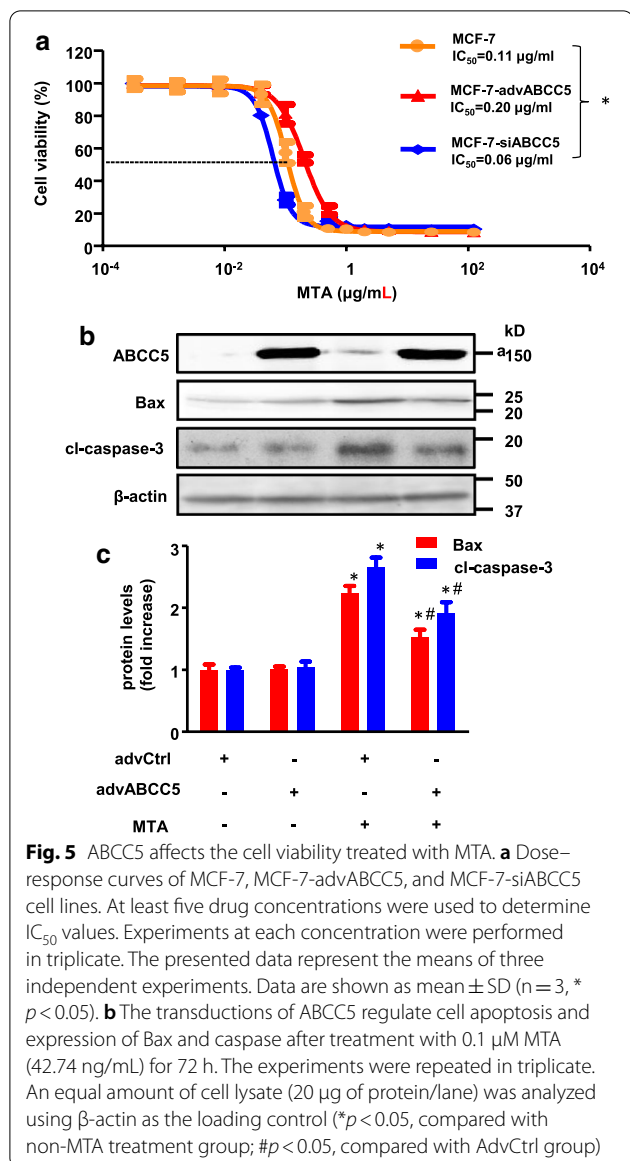 a
120
100
80
60
40
20
0
Cell viability (%)
10⁻⁴
10⁻²
1
10²
10⁴
MTA (µg/mL)
MCF-7
IC₅₀=0.11 µg/ml
MCF-7-advABCC5
IC₅₀=0.20 µg/ml
MCF-7-siABCC5
IC₅₀=0.06 µg/ml
*
b
kD
ABCC5
a
150
Bax
25
20
cl-caspase-3
20
β-actin
50
37
c
Bax
cl-caspase-3
3
2
1
0
protein levels
(fold increase)
* * *# *#
advCtrl + - + -
advABCC5 - + - +
MTA - - + +
Fig. 5 ABCC5 affects the cell viability treated with MTA. a Dose–
response curves of MCF-7, MCF-7-advABCC5, and MCF-7-siABCC5
cell lines. At least five drug concentrations were used to determine
IC₅₀ values. Experiments at each concentration were performed
in triplicate. The presented data represent the means of three
independent experiments. Data are shown as mean ± SD (n = 3, *
p < 0.05). b The transductions of ABCC5 regulate cell apoptosis and
expression of Bax and caspase after treatment with 0.1 µM MTA
(42.74 ng/mL) for 72 h. The experiments were repeated in triplicate.
An equal amount of cell lysate (20 µg of protein/lane) was analyzed
using β-actin as the loading control (*p < 0.05, compared with
non-MTA treatment group; #p < 0.05, compared with AdvCtrl group)